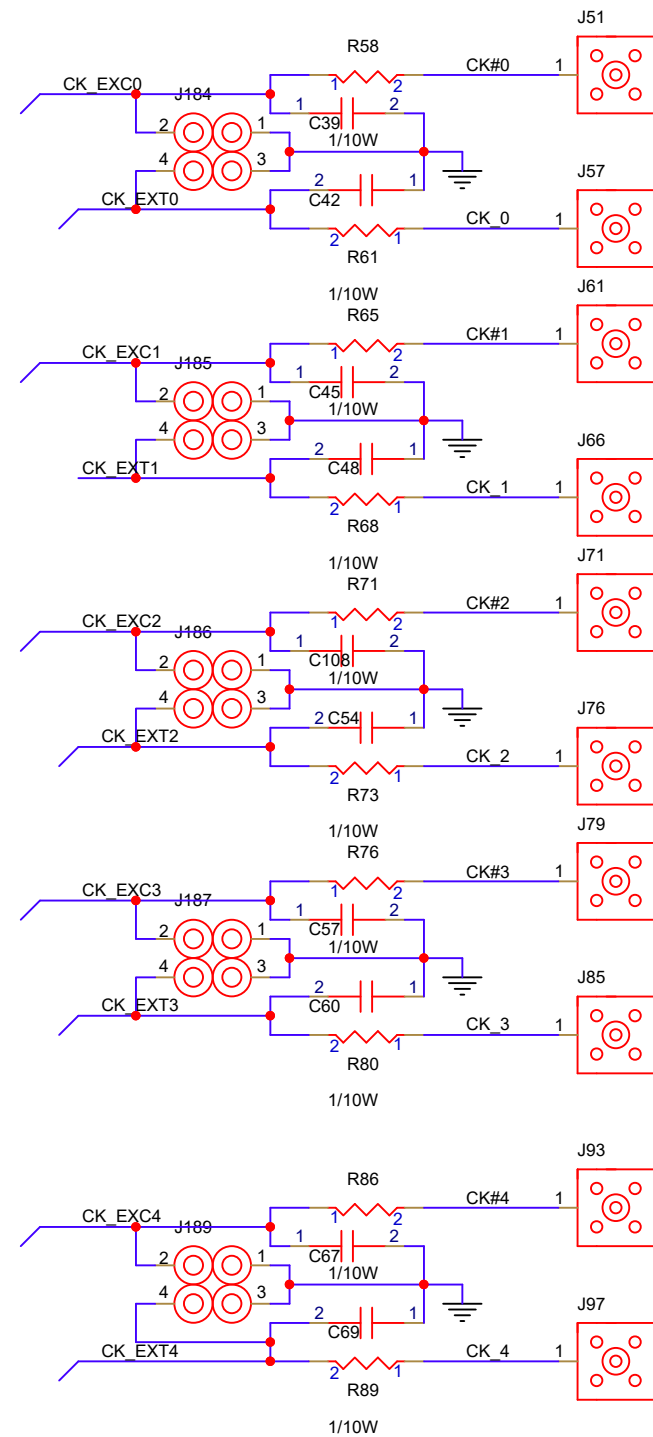 J51
R58
CK_EXC0
CK#0
1
1
2
J184
1
2
C39
2
1
1/10W
4
3
J57
CK_EXT0
2
C42
1
CK_0
1
2
1
R61
1/10W
J61
R65
CK_EXC1
CK#1
1
1
2
J185
1
2
C45
2
1
1/10W
4
3
J66
CK_EXT1
2
C48
1
CK_1
1
2
1
R68
1/10W
J71
R71
CK_EXC2
CK#2
1
1
2
J186
1
2
C108
2
1
1/10W
4
3
J76
CK_EXT2
2
C54
1
CK_2
1
2
1
R73
1/10W
J79
R76
CK_EXC3
CK#3
1
1
2
J187
1
2
C57
2
1
1/10W
4
3
J85
CK_EXT3
2
C60
1
CK_3
1
2
1
R80
1/10W
J93
R86
CK_EXC4
CK#4
1
1
2
J189
1
2
C67
2
1
1/10W
4
3
J97
CK_EXT4
2
C69
1
CK_4
1
2
1
R89
1/10W